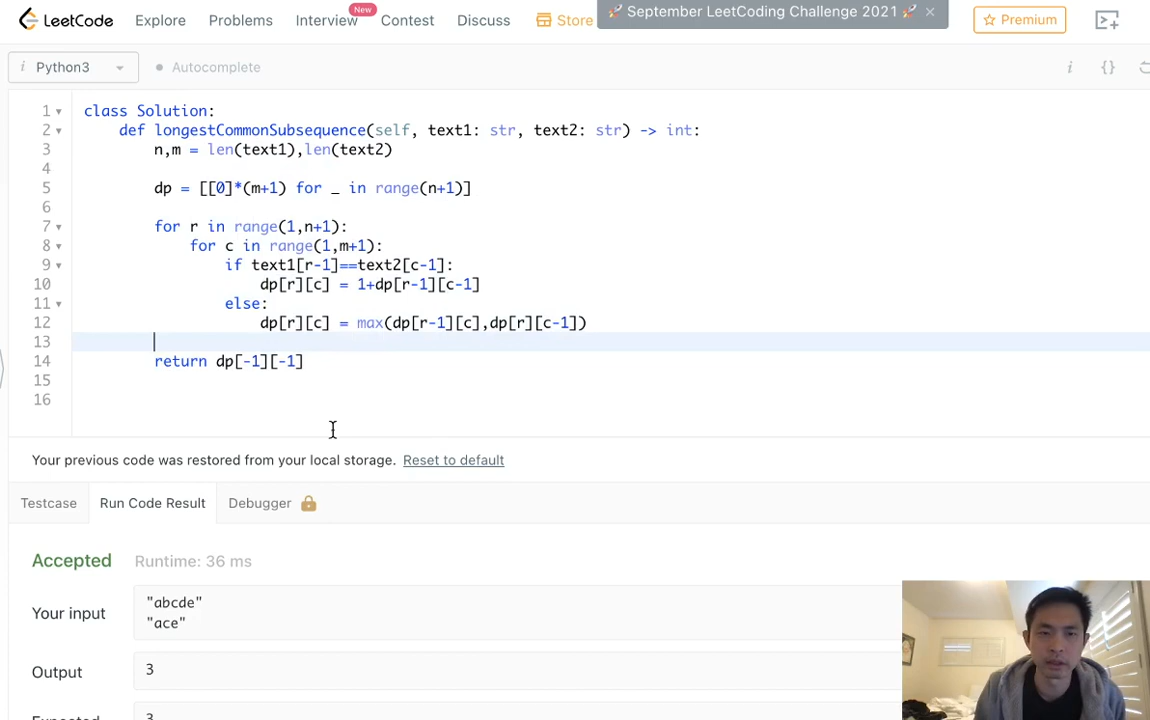 LeetCode Explore Problems Interview New Contest Discuss Store 🚀 September LeetCoding Challenge 2021 🚀 × Premium
i Python3 Autocomplete i {}
1 class Solution:
2 def longestCommonSubsequence(self, text1: str, text2: str) -> int:
3 n,m = len(text1),len(text2)
4
5 dp = [[0]*(m+1) for _ in range(n+1)]
6
7 for r in range(1,n+1):
8 for c in range(1,m+1):
9 if text1[r-1]==text2[c-1]:
10 dp[r][c] = 1+dp[r-1][c-1]
11 else:
12 dp[r][c] = max(dp[r-1][c],dp[r][c-1])
13
14 return dp[-1][-1]
15
16
Your previous code was restored from your local storage. Reset to default
Testcase Run Code Result Debugger
Accepted Runtime: 36 ms
Your input
"abcde"
"ace"
Output 3
Expected 3